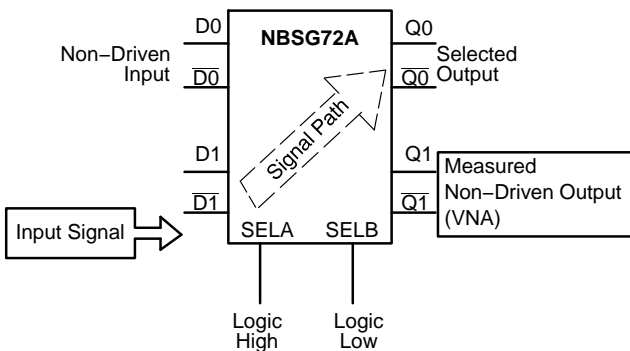 D0
NBSG72A
Q0
Non−Driven
Input
D0
Q0
Selected
Output
Signal Path
D1
Q1
Measured
Non−Driven Output
(VNA)
D1
Q1
Input Signal
SELA
SELB
Logic
High
Logic
Low